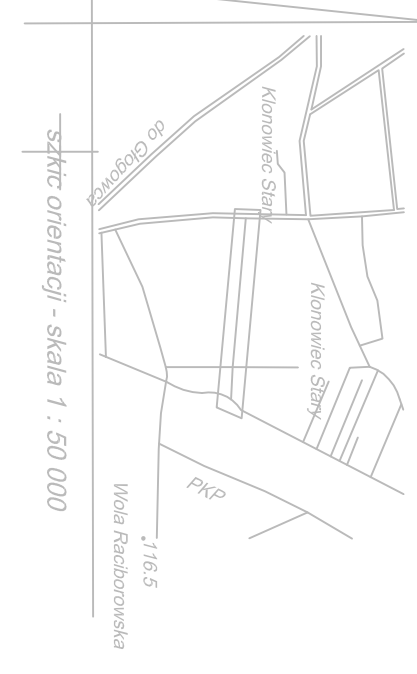 szkic orientacji - skala 1 : 50 000
do Głogowca
Klonowiec Stary
Klonowiec Stary
PKP
.116.5
Wola Raciborowska